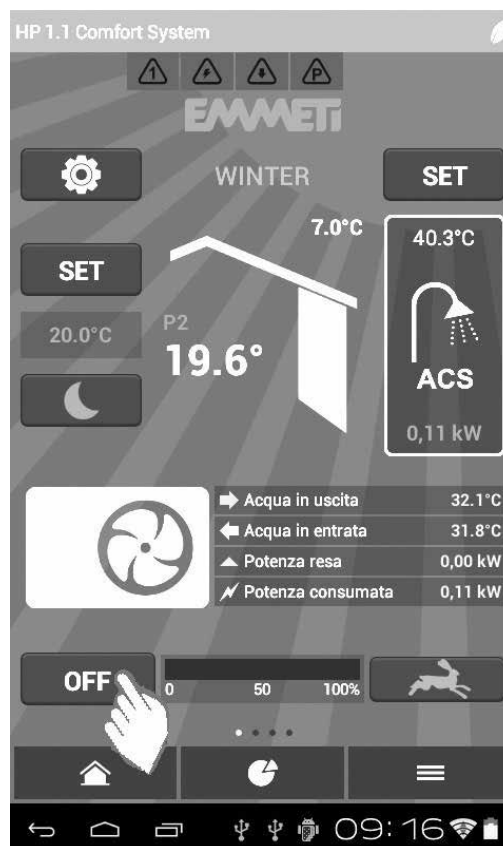 HP 1.1 Comfort System
1 P
EMMETI
WINTER
SET
7.0°C
40.3°C
SET
P2
20.0°C
19.6°
ACS
0,11 kW
Acqua in uscita 32.1°C
Acqua in entrata 31.8°C
Potenza resa 0,00 kW
Potenza consumata 0,11 kW
OFF
0 50 100%
09:16